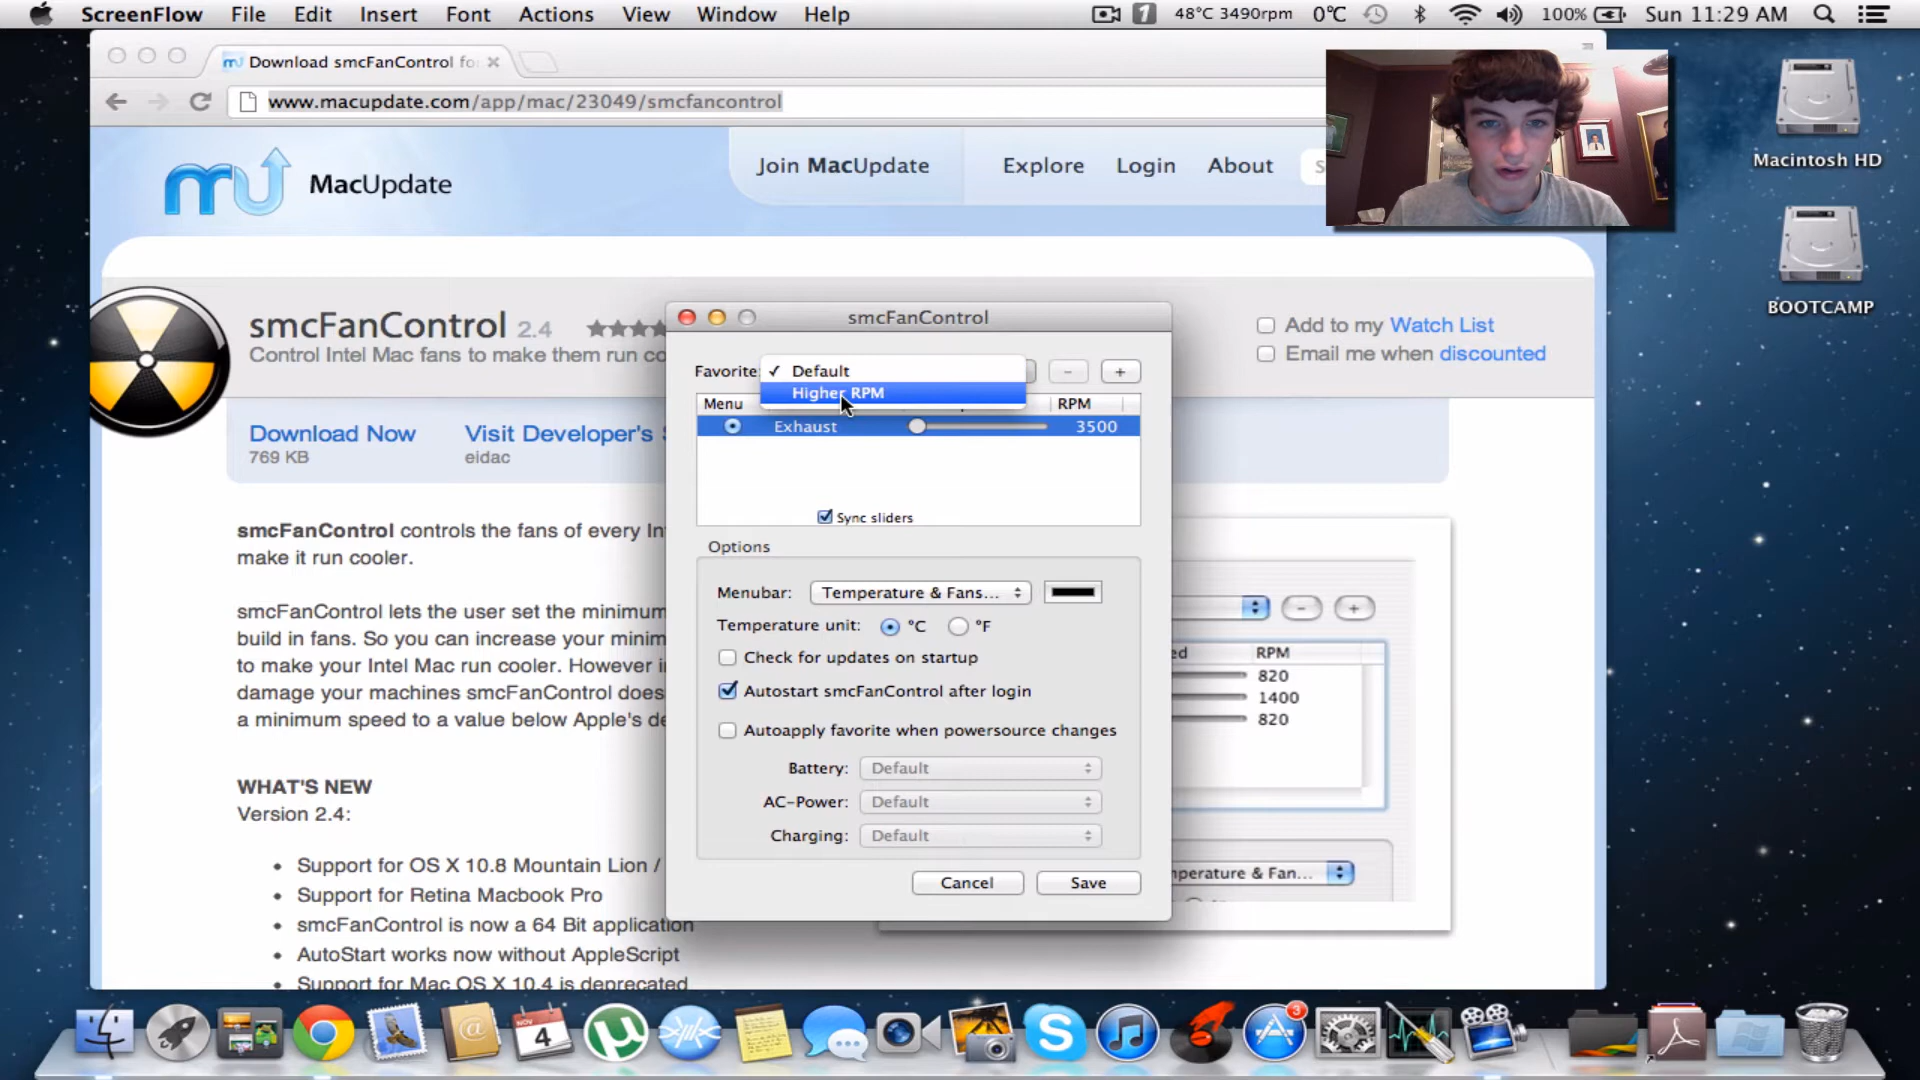 ScreenFlow File Edit Insert Font Actions View Window Help 1 48°C 3490rpm 0°C 100% Sun 11:29 AM
Download smcFanControl fo
www.macupdate.com/app/mac/23049/smcfancontrol
Macintosh HD
BOOTCAMP
MacUpdate
Join MacUpdate Explore Login About S
smcFanControl 2.4
Control Intel Mac fans to make them run co
Add to my Watch List
Email me when discounted
Download Now
769 KB
Visit Developer's S
eidac
smcFanControl controls the fans of every In
make it run cooler.
smcFanControl lets the user set the minimum
build in fans. So you can increase your minim
to make your Intel Mac run cooler. However i
damage your machines smcFanControl does
a minimum speed to a value below Apple's de
WHAT'S NEW
Version 2.4:
• Support for OS X 10.8 Mountain Lion /
• Support for Retina Macbook Pro
• smcFanControl is now a 64 Bit application
• AutoStart works now without AppleScript
• Support for Mac OS X 10.4 is deprecated
smcFanControl
Favorite: ✓ Default − +
Higher RPM
Menu RPM
Exhaust 3500
Sync sliders
Options
Menubar: Temperature & Fans...
Temperature unit: °C °F
Check for updates on startup
Autostart smcFanControl after login
Autoapply favorite when powersource changes
Battery: Default
AC-Power: Default
Charging: Default
Cancel Save
− +
ed RPM
820
1400
820
nperature & Fan...
NOV
4
3